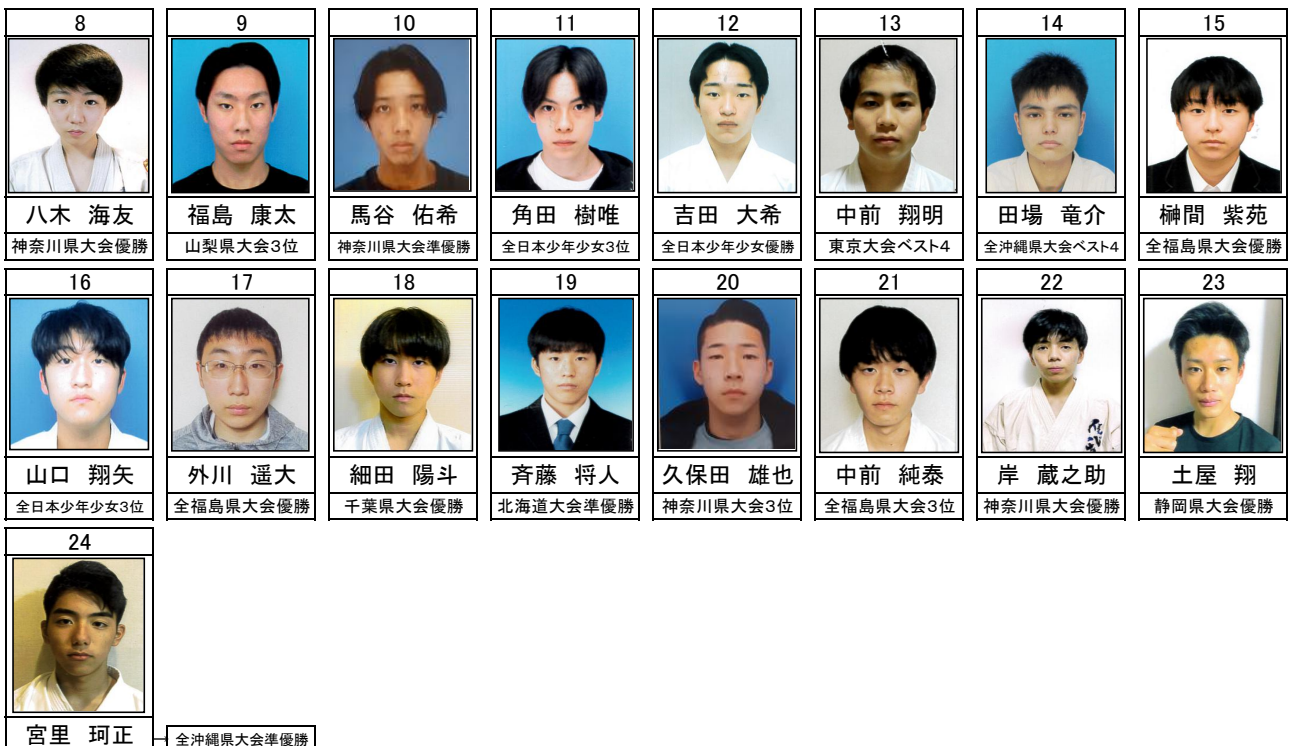 8 9 10 11 12 13 14 15
八木 海友 福島 康太 馬谷 佑希 角田 樹唯 吉田 大希 中前 翔明 田場 竜介 榊間 紫苑
神奈川県大会優勝 山梨県大会3位 神奈川県大会準優勝 全日本少年少女3位 全日本少年少女優勝 東京大会ベスト4 全沖縄県大会ベスト4 全福島県大会優勝
16 17 18 19 20 21 22 23
山口 翔矢 外川 遥大 細田 陽斗 斉藤 将人 久保田 雄也 中前 純泰 岸 蔵之助 土屋 翔
全日本少年少女3位 全福島県大会優勝 千葉県大会優勝 北海道大会準優勝 神奈川県大会3位 全福島県大会3位 神奈川県大会優勝 静岡県大会優勝
24
宮里 珂正 全沖縄県大会準優勝